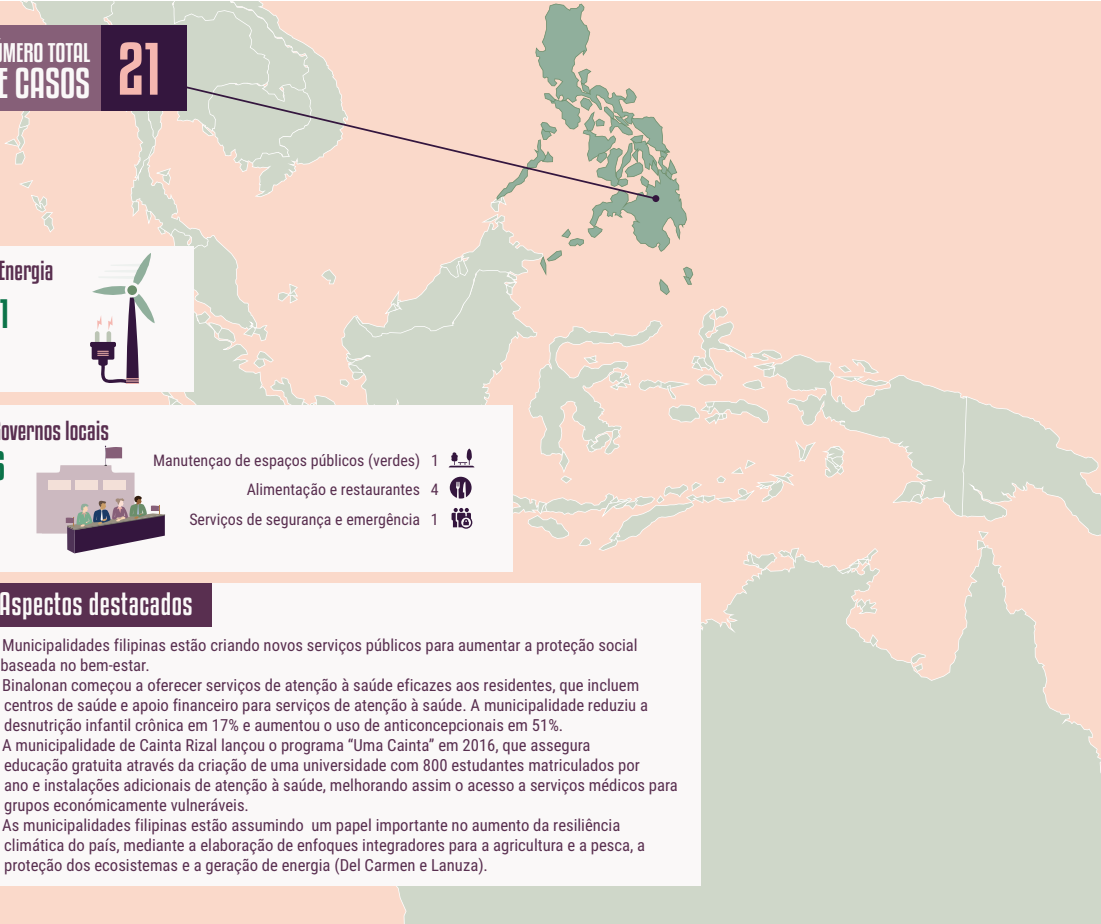 ÚMERO TOTAL
E CASOS
21
Energia
1
overnos locais
6
Manutençao de espaços públicos (verdes) 1
Alimentação e restaurantes 4
Serviços de segurança e emergência 1
Aspectos destacados
Municipalidades filipinas estão criando novos serviços públicos para aumentar a proteção social
baseada no bem-estar.
Binalonan começou a oferecer serviços de atenção à saúde eficazes aos residentes, que incluem
centros de saúde e apoio financeiro para serviços de atenção à saúde. A municipalidade reduziu a
desnutrição infantil crônica em 17% e aumentou o uso de anticoncepcionais em 51%.
A municipalidade de Cainta Rizal lançou o programa “Uma Cainta” em 2016, que assegura
educação gratuita através da criação de uma universidade com 800 estudantes matriculados por
ano e instalações adicionais de atenção à saúde, melhorando assim o acesso a serviços médicos para
grupos económicamente vulneráveis.
As municipalidades filipinas estão assumindo  um papel importante no aumento da resiliência
climática do país, mediante a elaboração de enfoques integradores para a agricultura e a pesca, a
proteção dos ecosistemas e a geração de energia (Del Carmen e Lanuza).